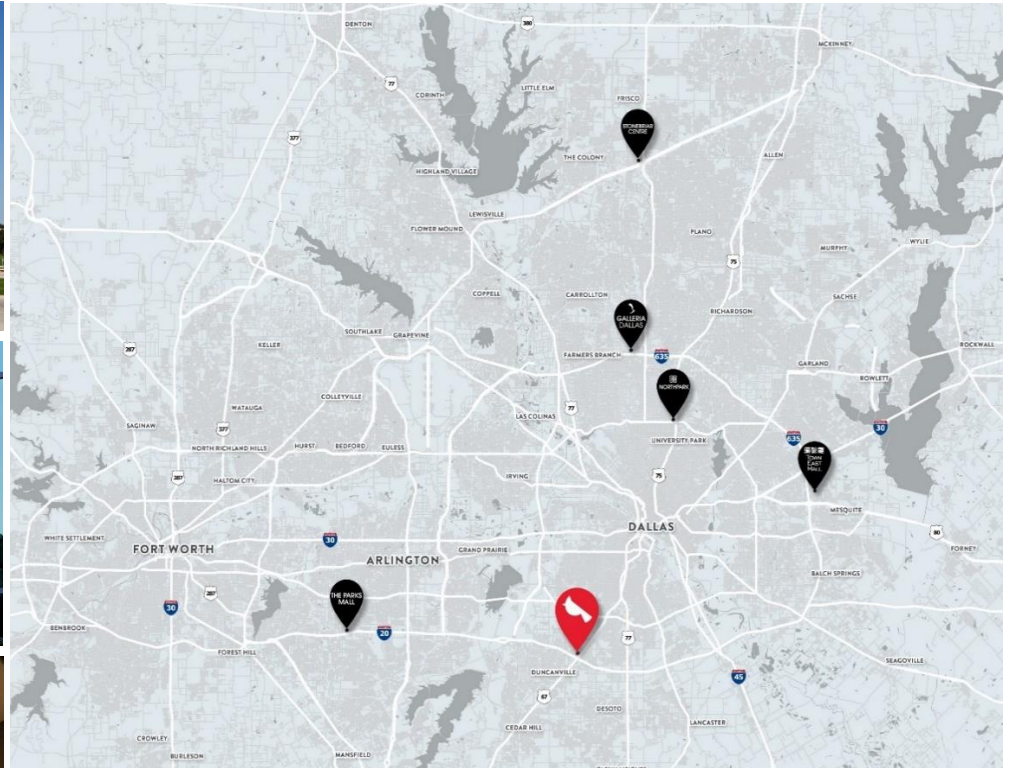 DENTON
380
MCKINNEY
77
CORINTH
LITTLE ELM
FRISCO
STONEBRIAR
CENTRE
377
THE COLONY
ALLEN
HIGHLAND VILLAGE
LEWISVILLE
FLOWER MOUND
PLANO
MURPHY
WYLIE
75
COPPELL
CARROLLTON
SACHSE
RICHARDSON
GALLERIA
DALLAS
SOUTHLAKE
GRAPEVINE
KELLER
287
FARMERS BRANCH
635
ROCKWALL
GARLAND
ROWLETT
NORTHPARK
COLLEYVILLE
WATAUGA
77
LAS COLINAS
SAGINAW
377
30
635
UNIVERSITY PARK
NORTH RICHLAND HILLS
HURST
BEDFORD
EULESS
TOWN
EAST
MALL
287
HALTOM CITY
IRVING
75
MESQUITE
DALLAS
80
FORNEY
WHITE SETTLEMENT
FORT WORTH
30
ARLINGTON
GRAND PRAIRIE
BALCH SPRINGS
287
THE PARKS
MALL
30
BENBROOK
20
77
FOREST HILL
DUNCANVILLE
SEAGOVILLE
45
67
DESOTO
CEDAR HILL
LANCASTER
CROWLEY
BURLESON
MANSFIELD